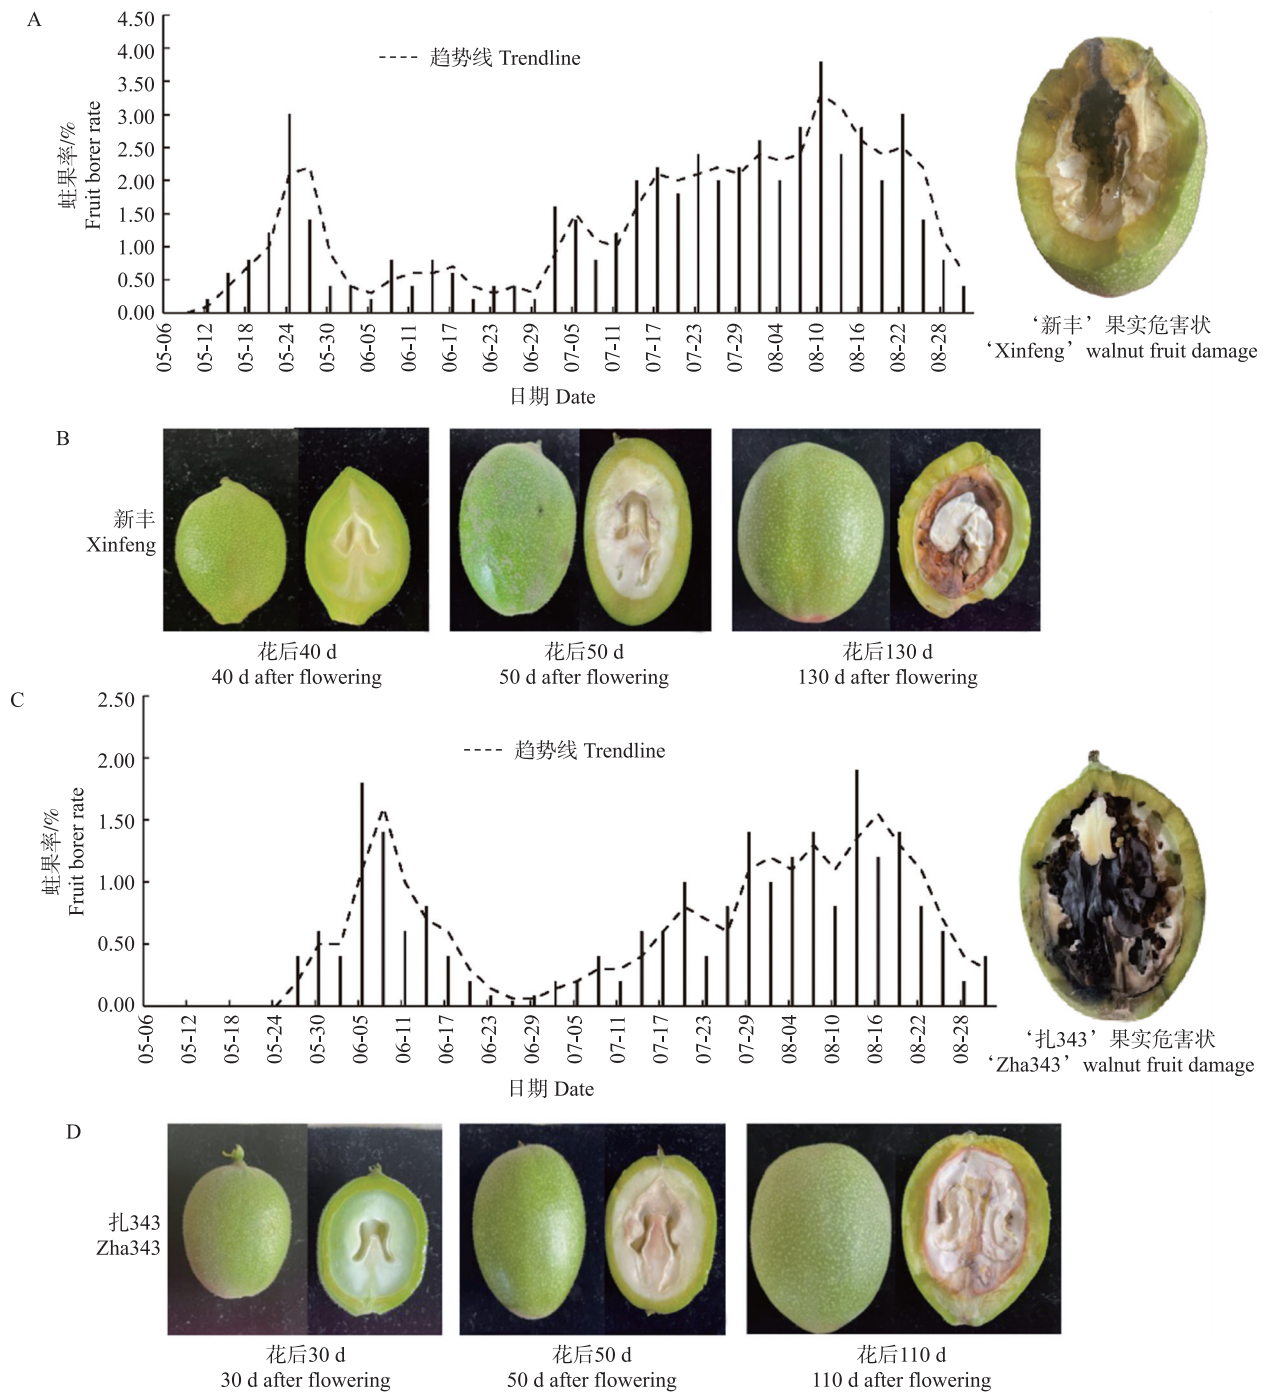 A
4.50
4.00
3.50
3.00
2.50
2.00
1.50
1.00
0.50
0.00
蛀果率/%
Fruit borer rate
趋势线 Trendline
05-06
05-12
05-18
05-24
05-30
06-05
06-11
06-17
06-23
06-29
07-05
07-11
07-17
07-23
07-29
08-04
08-10
08-16
08-22
08-28
日期 Date
‘新丰’果实危害状
‘Xinfeng’walnut fruit damage
B
新丰
Xinfeng
花后40 d
40 d after flowering
花后50 d
50 d after flowering
花后130 d
130 d after flowering
C
2.50
2.00
1.50
1.00
0.50
0.00
蛀果率/%
Fruit borer rate
趋势线 Trendline
05-06
05-12
05-18
05-24
05-30
06-05
06-11
06-17
06-23
06-29
07-05
07-11
07-17
07-23
07-29
08-04
08-10
08-16
08-22
08-28
日期 Date
‘扎343’果实危害状
‘Zha343’walnut fruit damage
D
扎343
Zha343
花后30 d
30 d after flowering
花后50 d
50 d after flowering
花后110 d
110 d after flowering